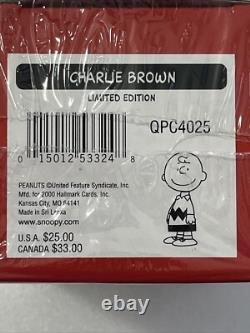 CHARLIE BROWN
LIMITED EDITION
QPC4025
0 15012 53324 8
PEANUTS ©United Feature Syndicate, Inc.
Mfd. for 2000 Hallmark Cards, Inc.
Kansas City, MO 64141
Made in Sri Lanka
www.snoopy.com
U.S.A. $25.00
CANADA $33.00